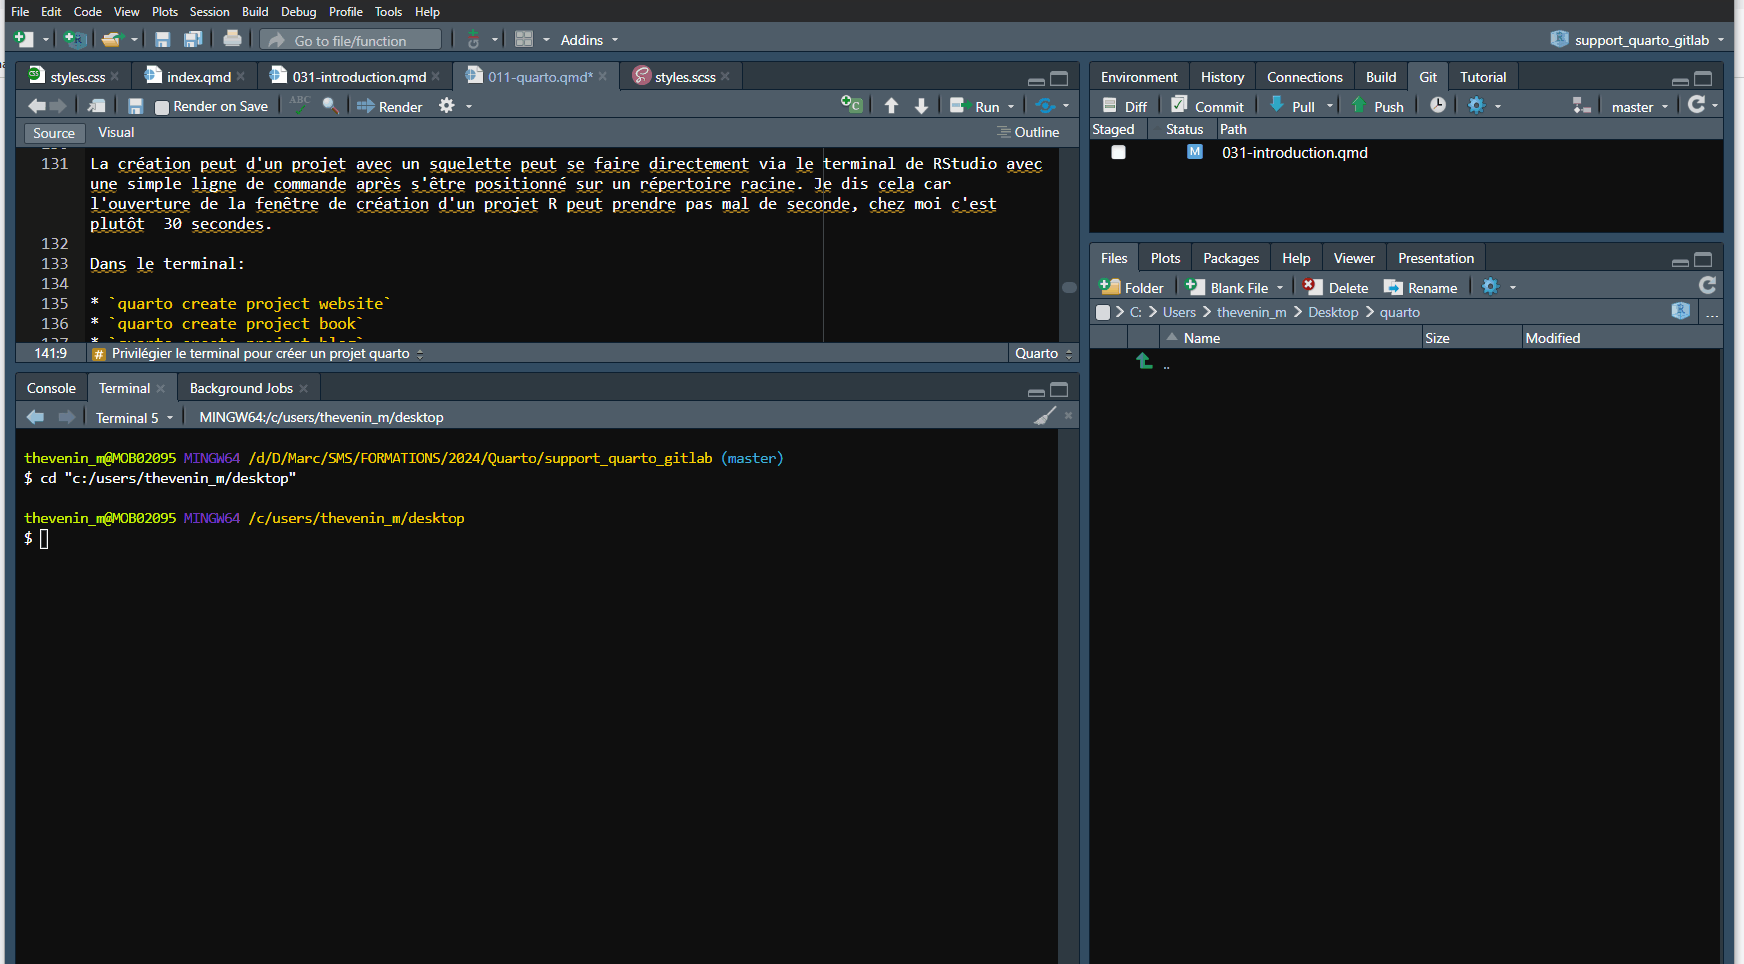 File Edit Code View Plots Session Build Debug Profile Tools Help
Go to file/function Addins support_quarto_gitlab
styles.css index.qmd 031-introduction.qmd 011-quarto.qmd* styles.scss
Render on Save ABC Render Run
Source Visual Outline
131 La création peut d'un projet avec un squelette peut se faire directement via le terminal de RStudio avec
une simple ligne de commande après s'être positionné sur un répertoire racine. Je dis cela car
l'ouverture de la fenêtre de création d'un projet R peut prendre pas mal de seconde, chez moi c'est
plutôt  30 secondes.
132
133 Dans le terminal:
134
135 * `quarto create project website`
136 * `quarto create project book`
137 * `quarto create project blog`
141:9 # Privilégier le terminal pour créer un projet quarto Quarto
Console Terminal Background Jobs
Terminal 5 MINGW64:/c/users/thevenin_m/desktop
thevenin_m@MOB02095 MINGW64 /d/D/Marc/SMS/FORMATIONS/2024/Quarto/support_quarto_gitlab (master)
$ cd "c:/users/thevenin_m/desktop"
thevenin_m@MOB02095 MINGW64 /c/users/thevenin_m/desktop
$
Environment History Connections Build Git Tutorial
Diff Commit Pull Push master
Staged Status Path
M 031-introduction.qmd
Files Plots Packages Help Viewer Presentation
Folder Blank File Delete Rename
C: Users thevenin_m Desktop quarto ...
Name Size Modified
..